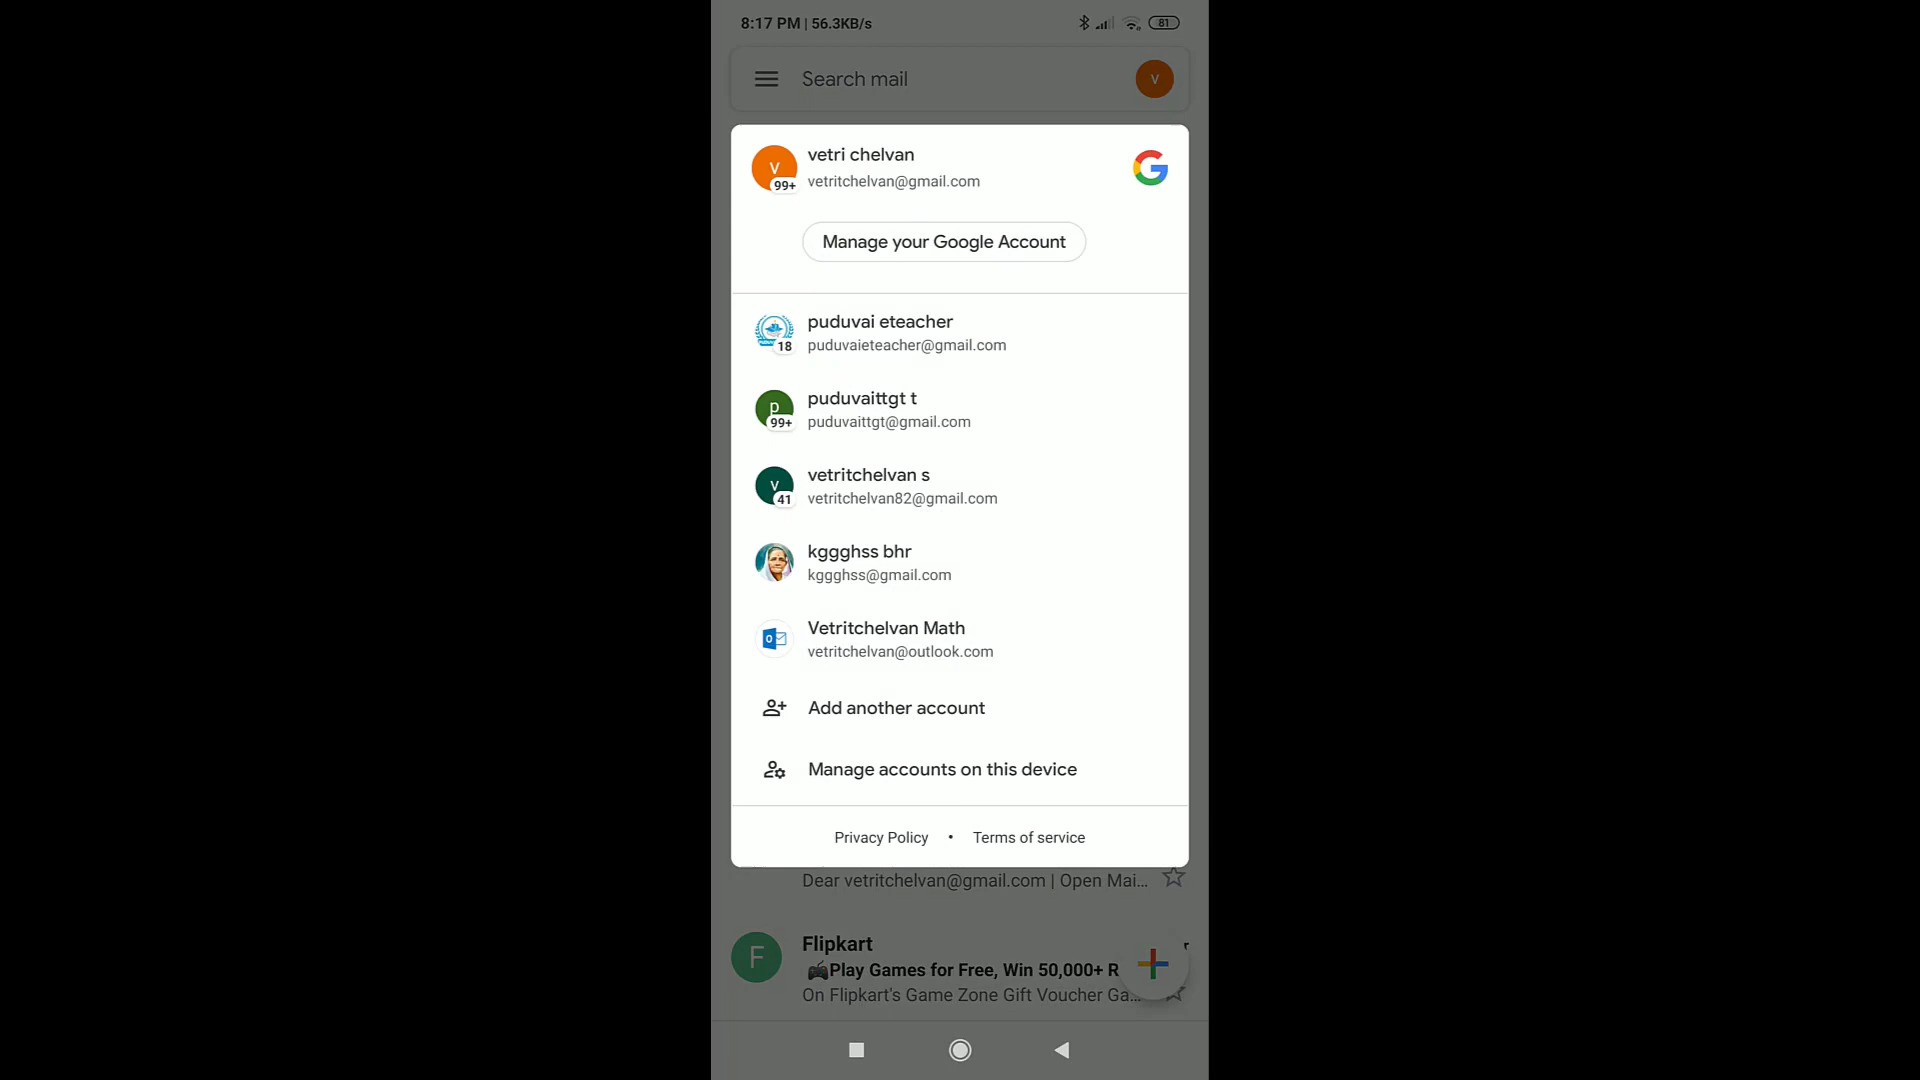 8:17 PM | 56.3KB/s
81
Search mail
v
v
99+
vetri chelvan
vetritchelvan@gmail.com
Manage your Google Account
18
puduvai eteacher
puduvaieteacher@gmail.com
p
99+
puduvaittgt t
puduvaittgt@gmail.com
v
41
vetritchelvan s
vetritchelvan82@gmail.com
kggghss bhr
kggghss@gmail.com
Vetritchelvan Math
vetritchelvan@outlook.com
Add another account
Manage accounts on this device
Privacy Policy • Terms of service
Dear vetritchelvan@gmail.com | Open Mai...
F
Flipkart
🎮Play Games for Free, Win 50,000+ R
On Flipkart's Game Zone Gift Voucher Ga...